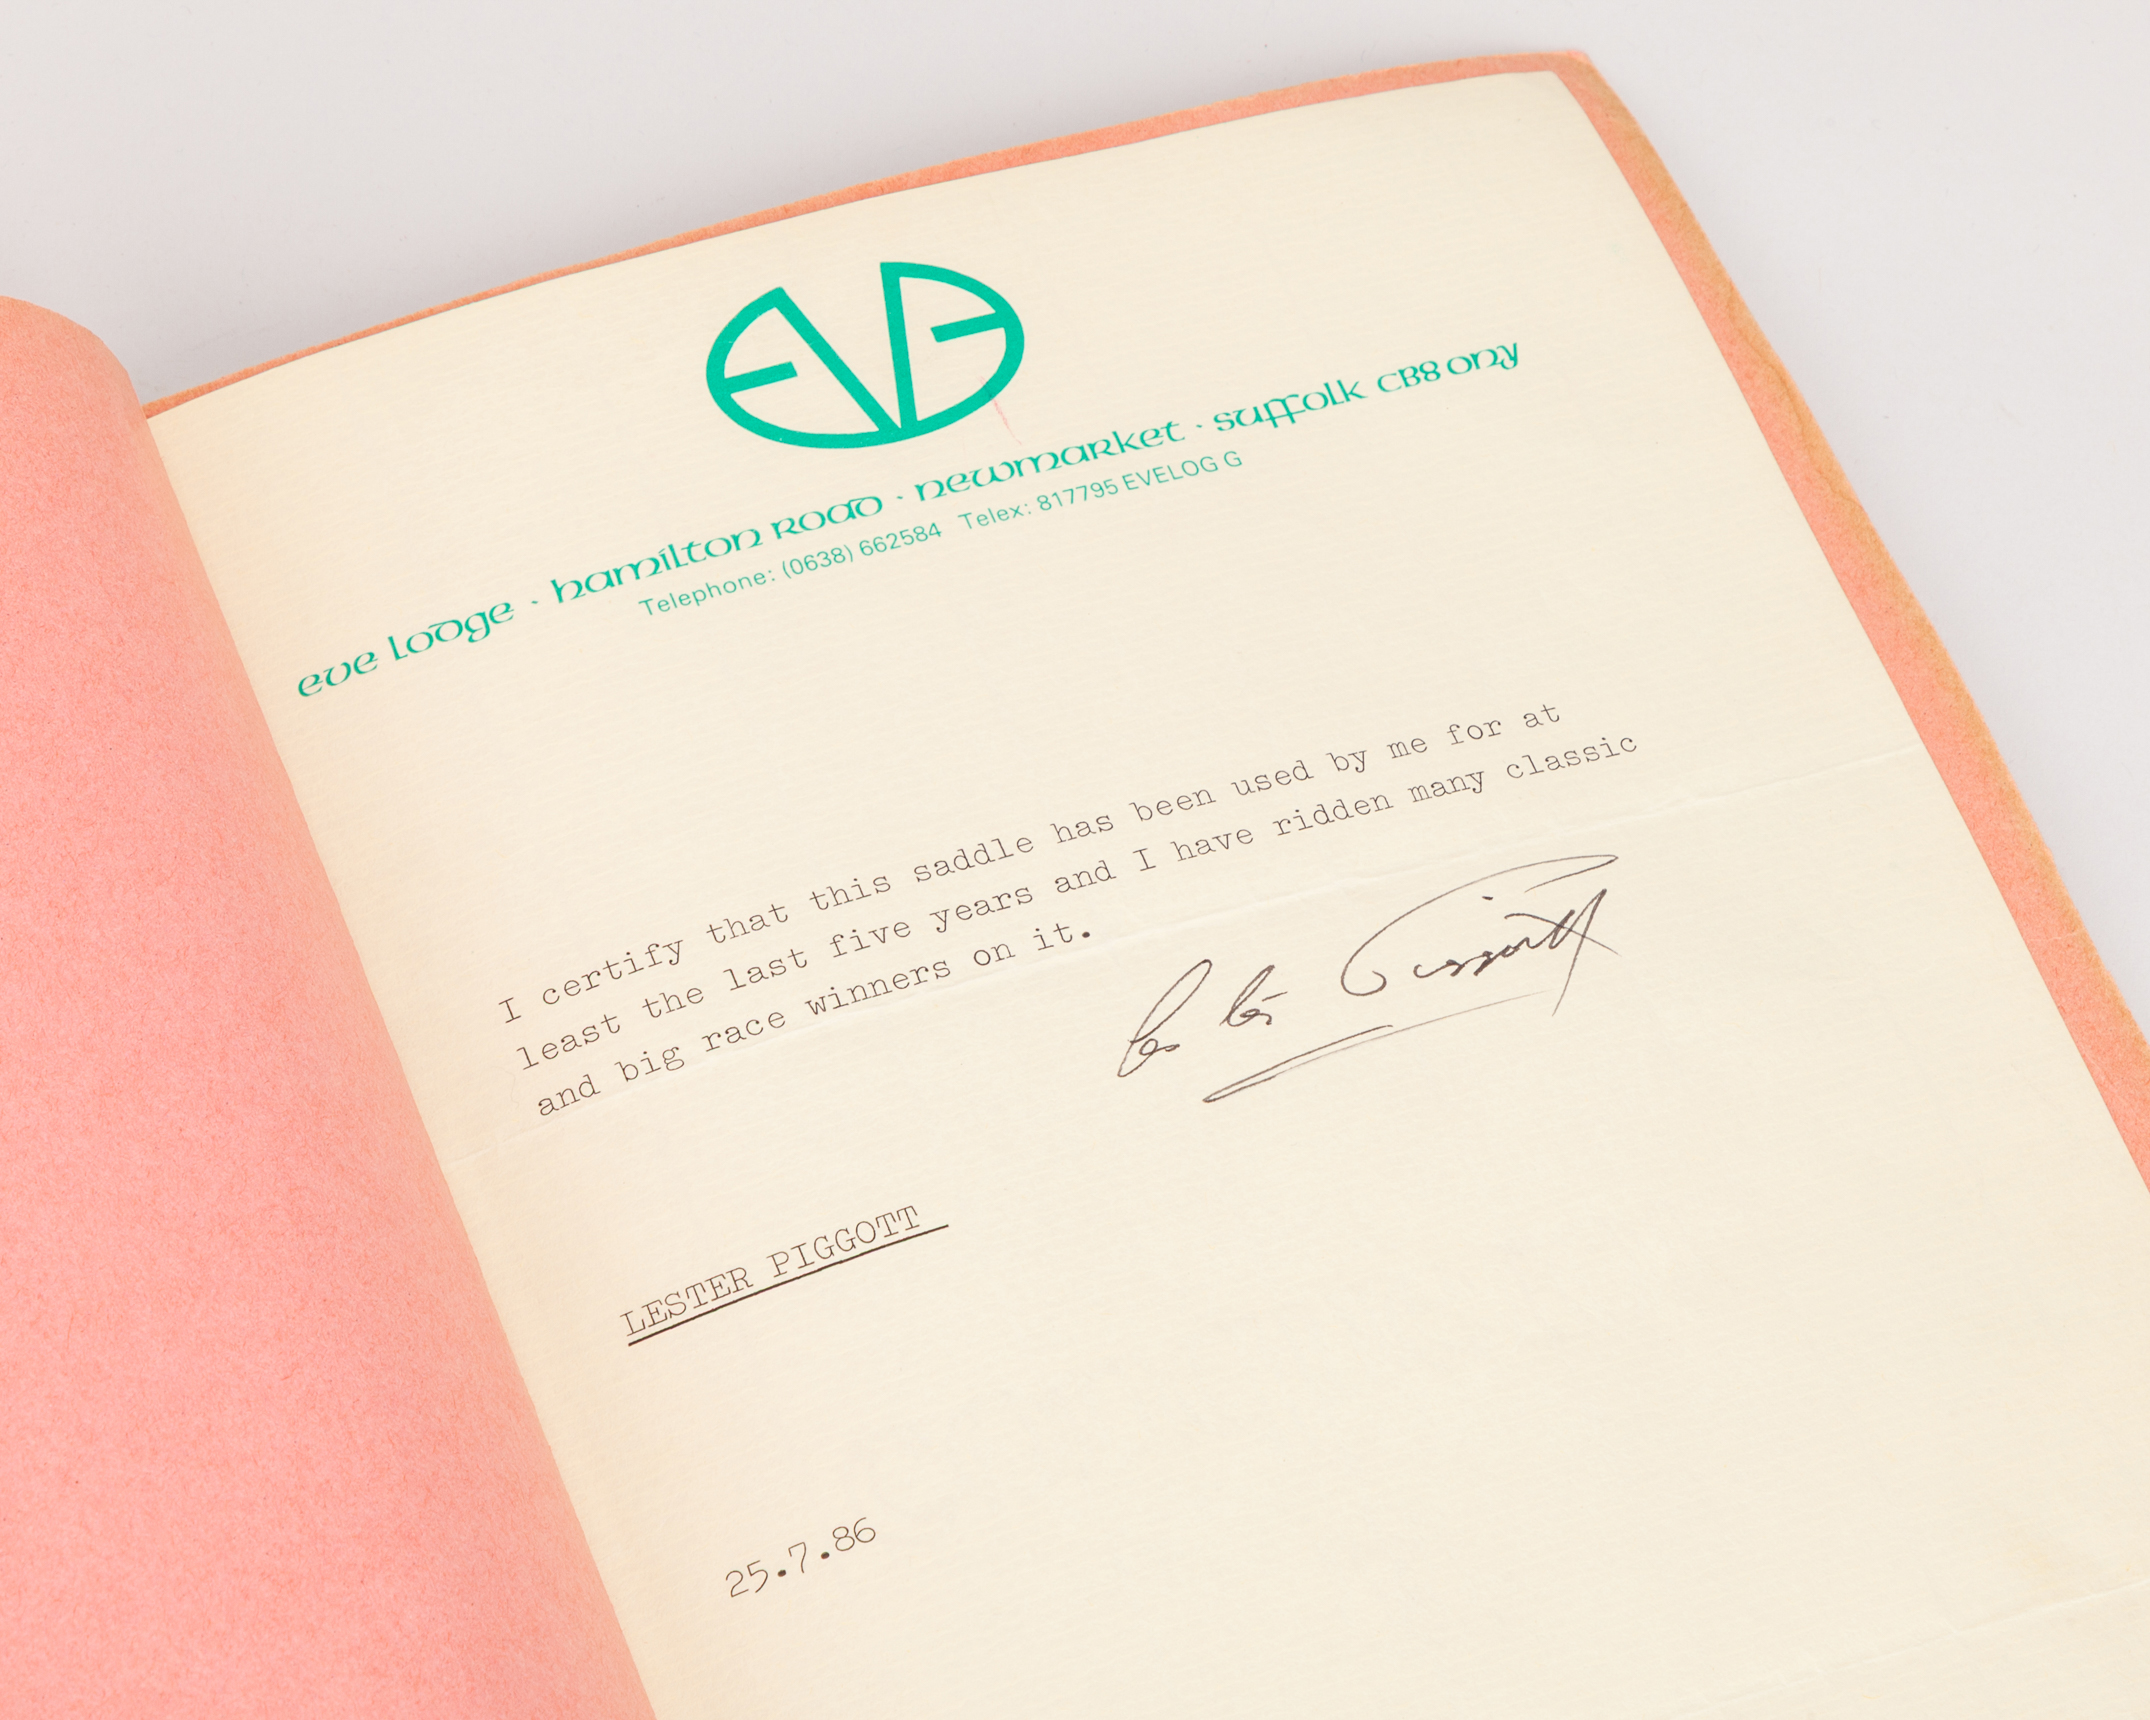 EVE
eve lodge · hamilton road · newmarket · suffolk CB8 0NY
Telephone: (0638) 662584 Telex: 817795 EVELOG G
I certify that this saddle has been used by me for at
least the last five years and I have ridden many classic
and big race winners on it.
Lester Piggott
LESTER PIGGOTT
25.7.86